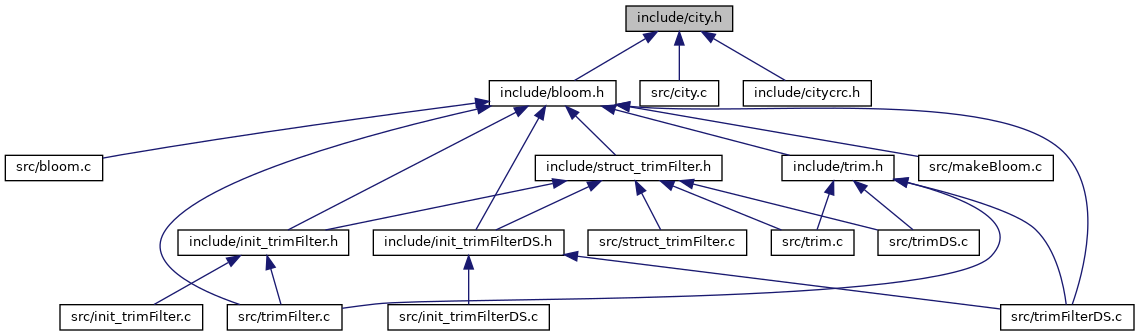 include/city.h
include/bloom.h
src/city.c
include/citycrc.h
src/bloom.c
include/struct_trimFilter.h
include/trim.h
src/makeBloom.c
include/init_trimFilter.h
include/init_trimFilterDS.h
src/struct_trimFilter.c
src/trim.c
src/trimDS.c
src/init_trimFilter.c
src/trimFilter.c
src/init_trimFilterDS.c
src/trimFilterDS.c